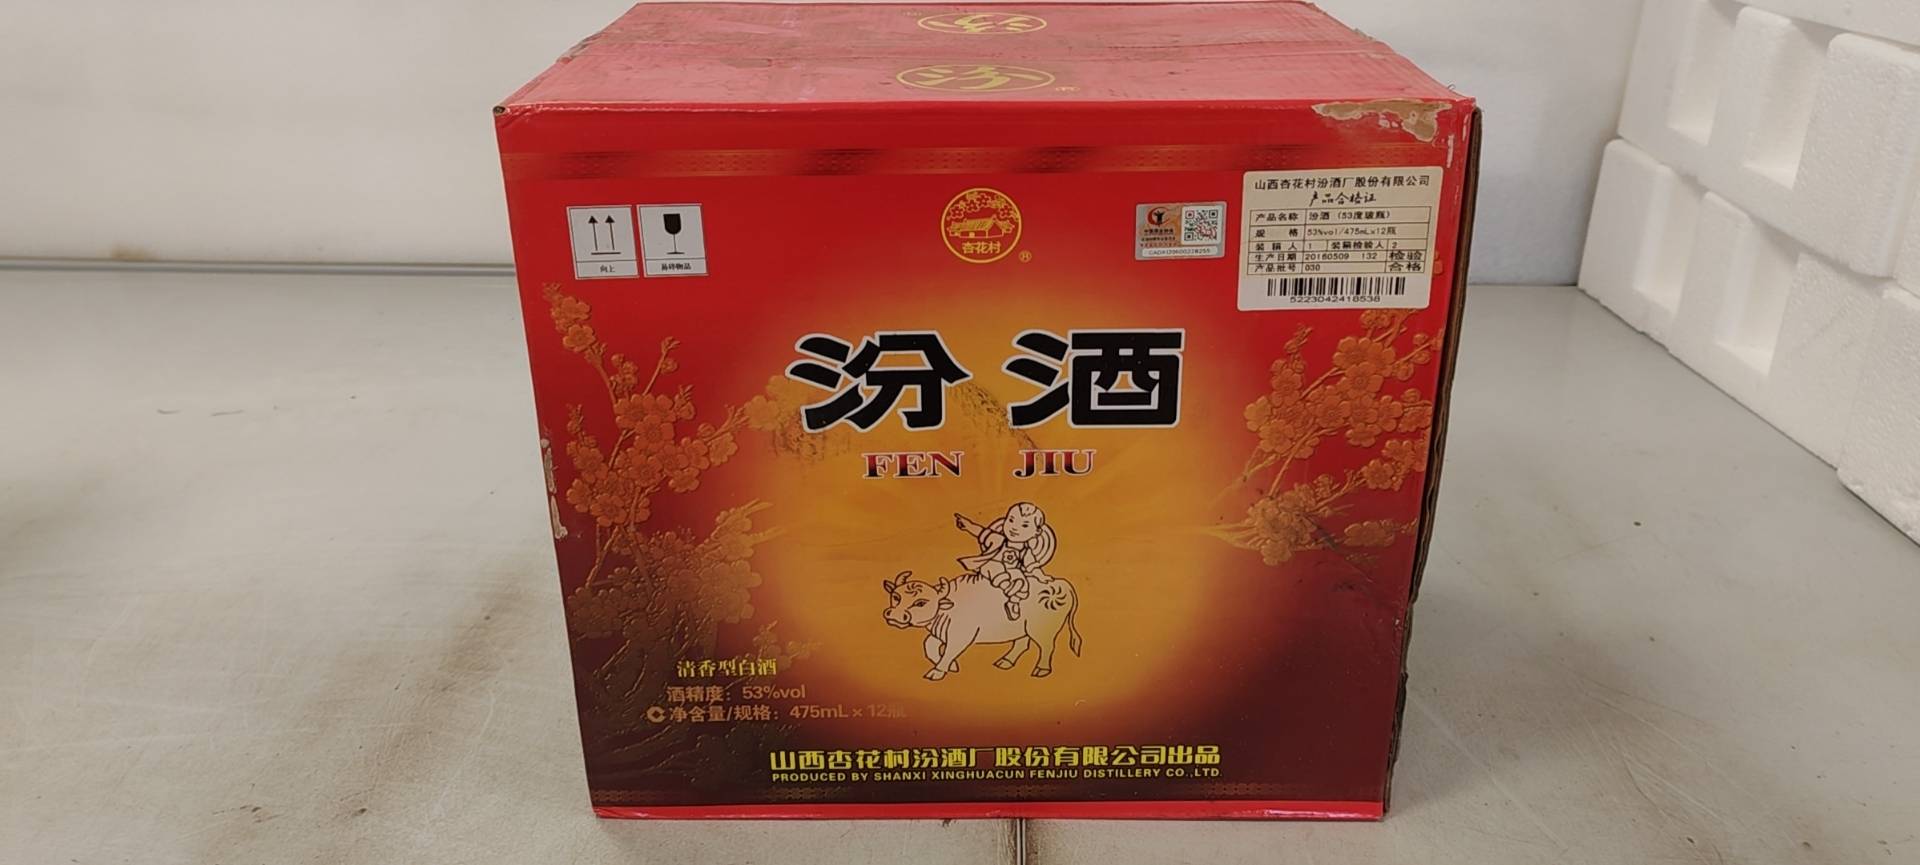 汾
汾
向上
易碎物品
杏花村
®
山西杏花村汾酒厂股份有限公司
产品合格证
产品名称 汾酒（53度玻瓶）
规 格 53%vol/475mLx12瓶
装箱人 1 装箱检验人 2
生产日期 20160509 132 检验
产品批号 030 合格
5223042418538
汾酒
FEN JIU
清香型白酒
酒精度：53%vol
净含量/规格：475mL×12瓶
山西杏花村汾酒厂股份有限公司出品
PRODUCED BY SHANXI XINGHUACUN FENJIU DISTILLERY CO.,LTD.